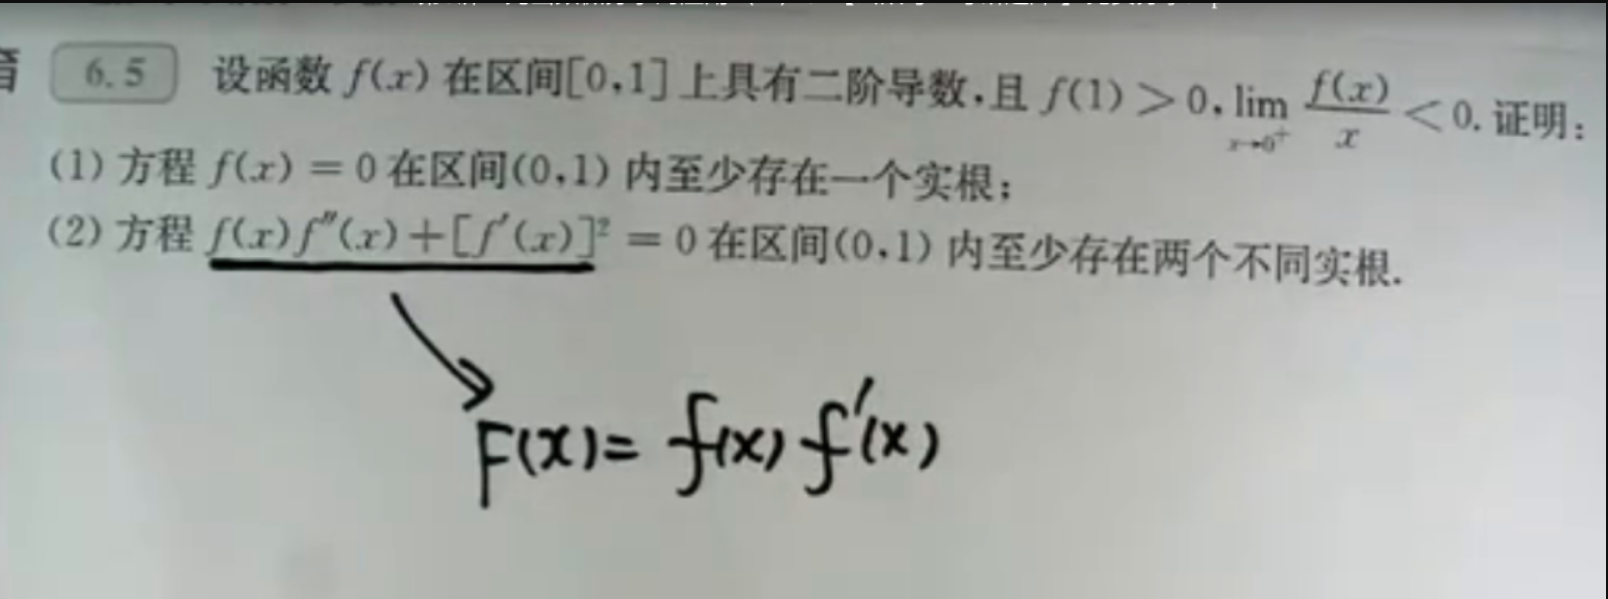 6.5 设函数 f(x) 在区间[0,1]上具有二阶导数,且 f(1) > 0, lim_{x→0⁺} f(x)/x < 0. 证明:
(1) 方程 f(x) = 0 在区间(0,1) 内至少存在一个实根;
(2) 方程 f(x)f″(x)+[f′(x)]² = 0 在区间(0,1) 内至少存在两个不同实根.
F(x)= f(x) f′(x)